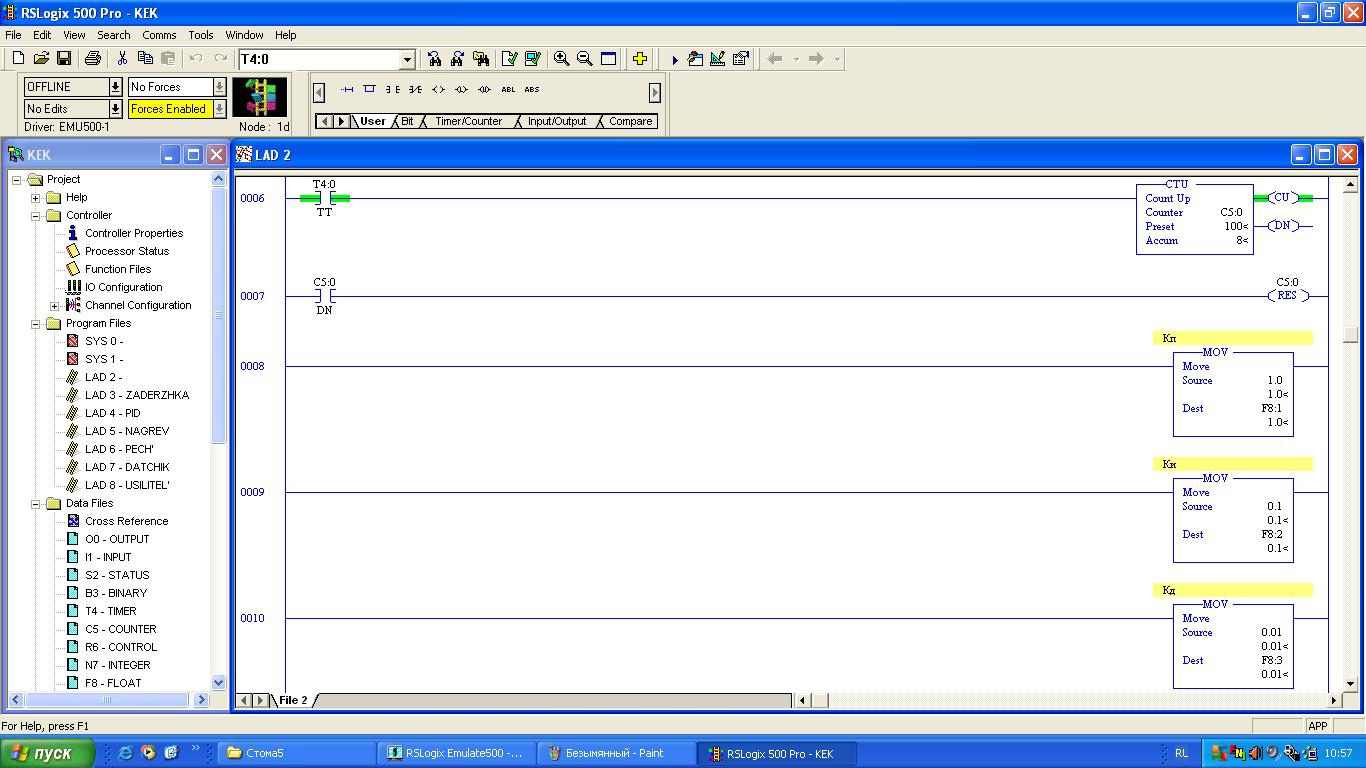 RSLogix 500 Pro - KEK
File Edit View Search Comms Tools Window Help
T4:0
OFFLINE No Forces
No Edits Forces Enabled
Driver: EMU500-1 Node : 1d
ABL ABS
User Bit Timer/Counter Input/Output Compare
KEK
Project
Help
Controller
Controller Properties
Processor Status
Function Files
IO Configuration
Channel Configuration
Program Files
SYS 0 -
SYS 1 -
LAD 2 -
LAD 3 - ZADERZHKA
LAD 4 - PID
LAD 5 - NAGREV
LAD 6 - PECH'
LAD 7 - DATCHIK
LAD 8 - USILITEL'
Data Files
Cross Reference
O0 - OUTPUT
I1 - INPUT
S2 - STATUS
B3 - BINARY
T4 - TIMER
C5 - COUNTER
R6 - CONTROL
N7 - INTEGER
F8 - FLOAT
LAD 2
0006
T4:0
TT
CTU
Count Up
Counter C5:0
Preset 100<
Accum 8<
CU
DN
0007
C5:0
DN
C5:0
RES
Кп
0008
MOV
Move
Source 1.0
1.0<
Dest F8:1
1.0<
Ки
0009
MOV
Move
Source 0.1
0.1<
Dest F8:2
0.1<
Кд
0010
MOV
Move
Source 0.01
0.01<
Dest F8:3
0.01<
File 2
For Help, press F1
APP
пуск
Стома5
RSLogix Emulate500 -...
Безымянный - Paint
RSLogix 500 Pro - KEK
RL
10:57